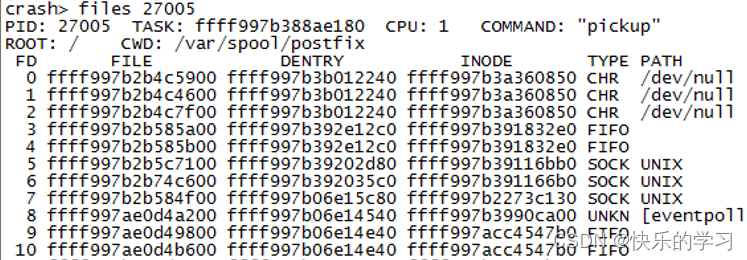 crash> files 27005
PID: 27005  TASK: ffff997b388ae180  CPU: 1   COMMAND: "pickup"
ROOT: /    CWD: /var/spool/postfix
 FD       FILE            DENTRY           INODE       TYPE PATH
  0 ffff997b2b4c5900 ffff997b3b012240 ffff997b3a360850 CHR  /dev/null
  1 ffff997b2b4c4600 ffff997b3b012240 ffff997b3a360850 CHR  /dev/null
  2 ffff997b2b4c7f00 ffff997b3b012240 ffff997b3a360850 CHR  /dev/null
  3 ffff997b2b585a00 ffff997b392e12c0 ffff997b391832e0 FIFO
  4 ffff997b2b585b00 ffff997b392e12c0 ffff997b391832e0 FIFO
  5 ffff997b2b5c7100 ffff997b39202d80 ffff997b39116bb0 SOCK UNIX
  6 ffff997b2b74c600 ffff997b392035c0 ffff997b391166b0 SOCK UNIX
  7 ffff997b2b584f00 ffff997b06e15c80 ffff997b2273c130 SOCK UNIX
  8 ffff997ae0d4a200 ffff997b06e14540 ffff997b3990ca00 UNKN [eventpoll
  9 ffff997ae0d49800 ffff997b06e14e40 ffff997acc4547b0 FIFO
 10 ffff997ae0d4b600 ffff997b06e14e40 ffff997acc4547b0 FIFO
CSDN @快乐的学习